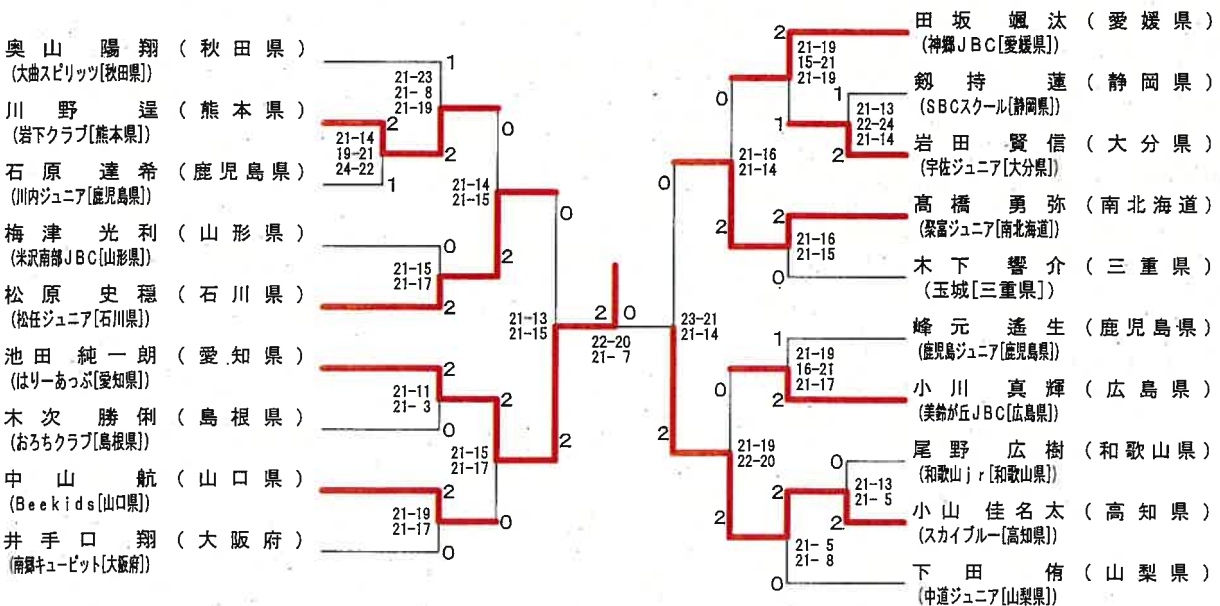 奥山 陽翔 (秋田県)
(大曲スピリッツ[秋田県])
川野 逞 (熊本県)
(岩下クラブ[熊本県])
石原 達希 (鹿児島県)
(川内ジュニア[鹿児島県])
梅津 光利 (山形県)
(米沢南部JBC[山形県])
松原 史穏 (石川県)
(松任ジュニア[石川県])
池田 純一朗 (愛知県)
(はりーあっぷ[愛知県])
木次 勝俐 (島根県)
(おろちクラブ[島根県])
中山 航 (山口県)
(Beekids[山口県])
井手口 翔 (大阪府)
(南郷キューピット[大阪府])
1
21-23
21- 8
21-19
2
21-14
19-21
24-22
1
2
0
21-14
21-15
0
21-15
21-17
2
2
0
21-13
21-15
2
21-11
21- 3
0
2
21-15
21-17
2
2
21-19
21-17
0
0
2 0
22-20
21- 7
田坂 颯汰 (愛媛県)
(神郷JBC[愛媛県])
剱持 蓮 (静岡県)
(SBCスクール[静岡県])
岩田 賢信 (大分県)
(宇佐ジュニア[大分県])
髙橋 勇弥 (南北海道)
(聚富ジュニア[南北海道])
木下 響介 (三重県)
(玉城[三重県])
峰元 遙生 (鹿児島県)
(鹿児島ジュニア[鹿児島県])
小川 真輝 (広島県)
(美鈴が丘JBC[広島県])
尾野 広樹 (和歌山県)
(和歌山jr[和歌山県])
小山 佳名太 (高知県)
(スカイブルー[高知県])
下田 侑 (山梨県)
(中道ジュニア[山梨県])
2
21-19
15-21
21-19
0
1
21-13
22-24
21-14
1
2
21-16
21-14
0
2
2
21-16
21-15
0
23-21
21-14
1
21-19
16-21
21-17
0
2
2
21-19
22-20
0
21-13
21- 5
2
2
2
21- 5
21- 8
0